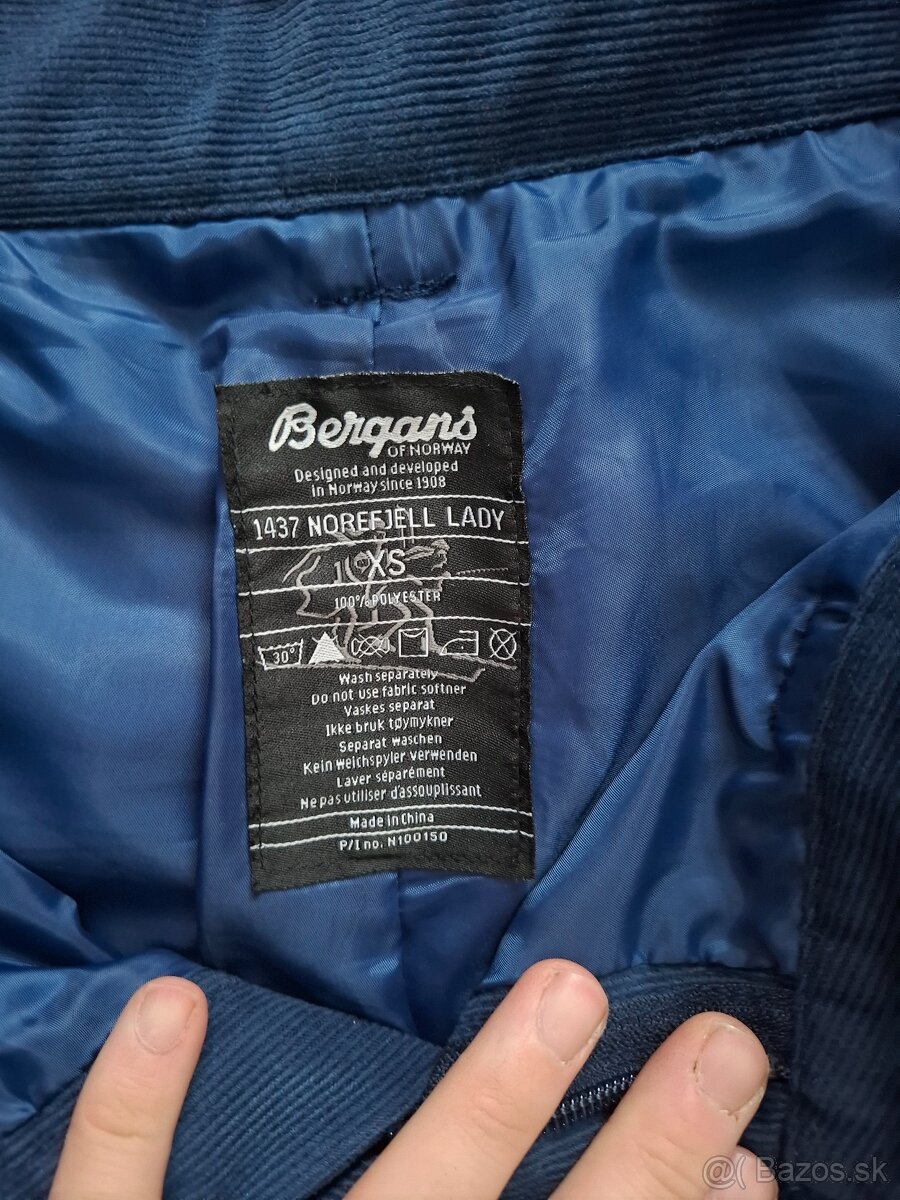 Bergans
OF NORWAY
Designed and developed
in Norway since 1908
1437 NOREFJELL LADY
XS
100% POLYESTER
30°
Wash separately
Do not use fabric softner
Vaskes separat
Ikke bruk tøymykner
Separat waschen
Kein weichspyler verwenden
Laver séparément
Ne pas utiliser d'assouplissant
Made in China
P/I no. N100150
@( Bazos.sk